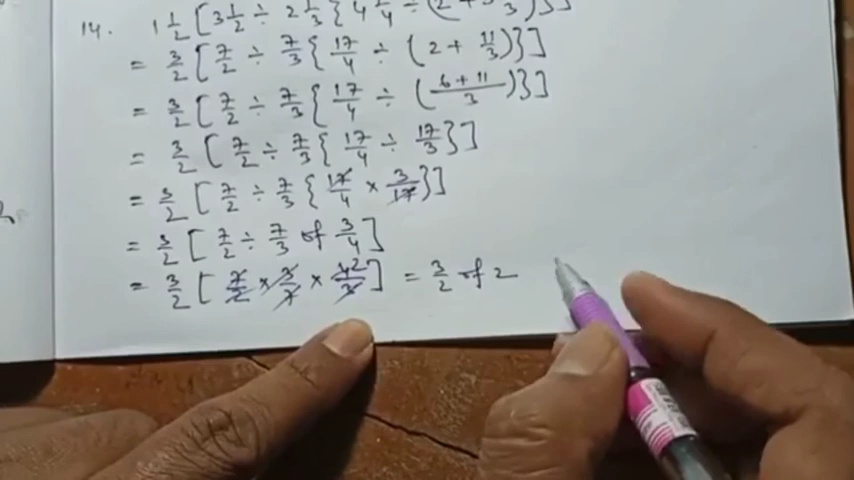 14. 1 1/2 [ 3 1/2 ÷ 2 1/3 { 4 1/4 ÷ (2 + 3 2/3) } ]
= 3/2 [ 7/2 ÷ 7/3 { 17/4 ÷ ( 2 + 11/3 ) } ]
= 3/2 [ 7/2 ÷ 7/3 { 17/4 ÷ ( 6 + 11 / 3 ) } ]
= 3/2 [ 7/2 ÷ 7/3 { 17/4 ÷ 17/3 } ]
= 3/2 [ 7/2 ÷ 7/3 { 17/4 × 3/17 } ]
= 3/2 [ 7/2 ÷ 7/3 of 3/4 ]
= 3/2 [ 7/2 × 3/7 × 4 2/3 ] = 3/2 of 2